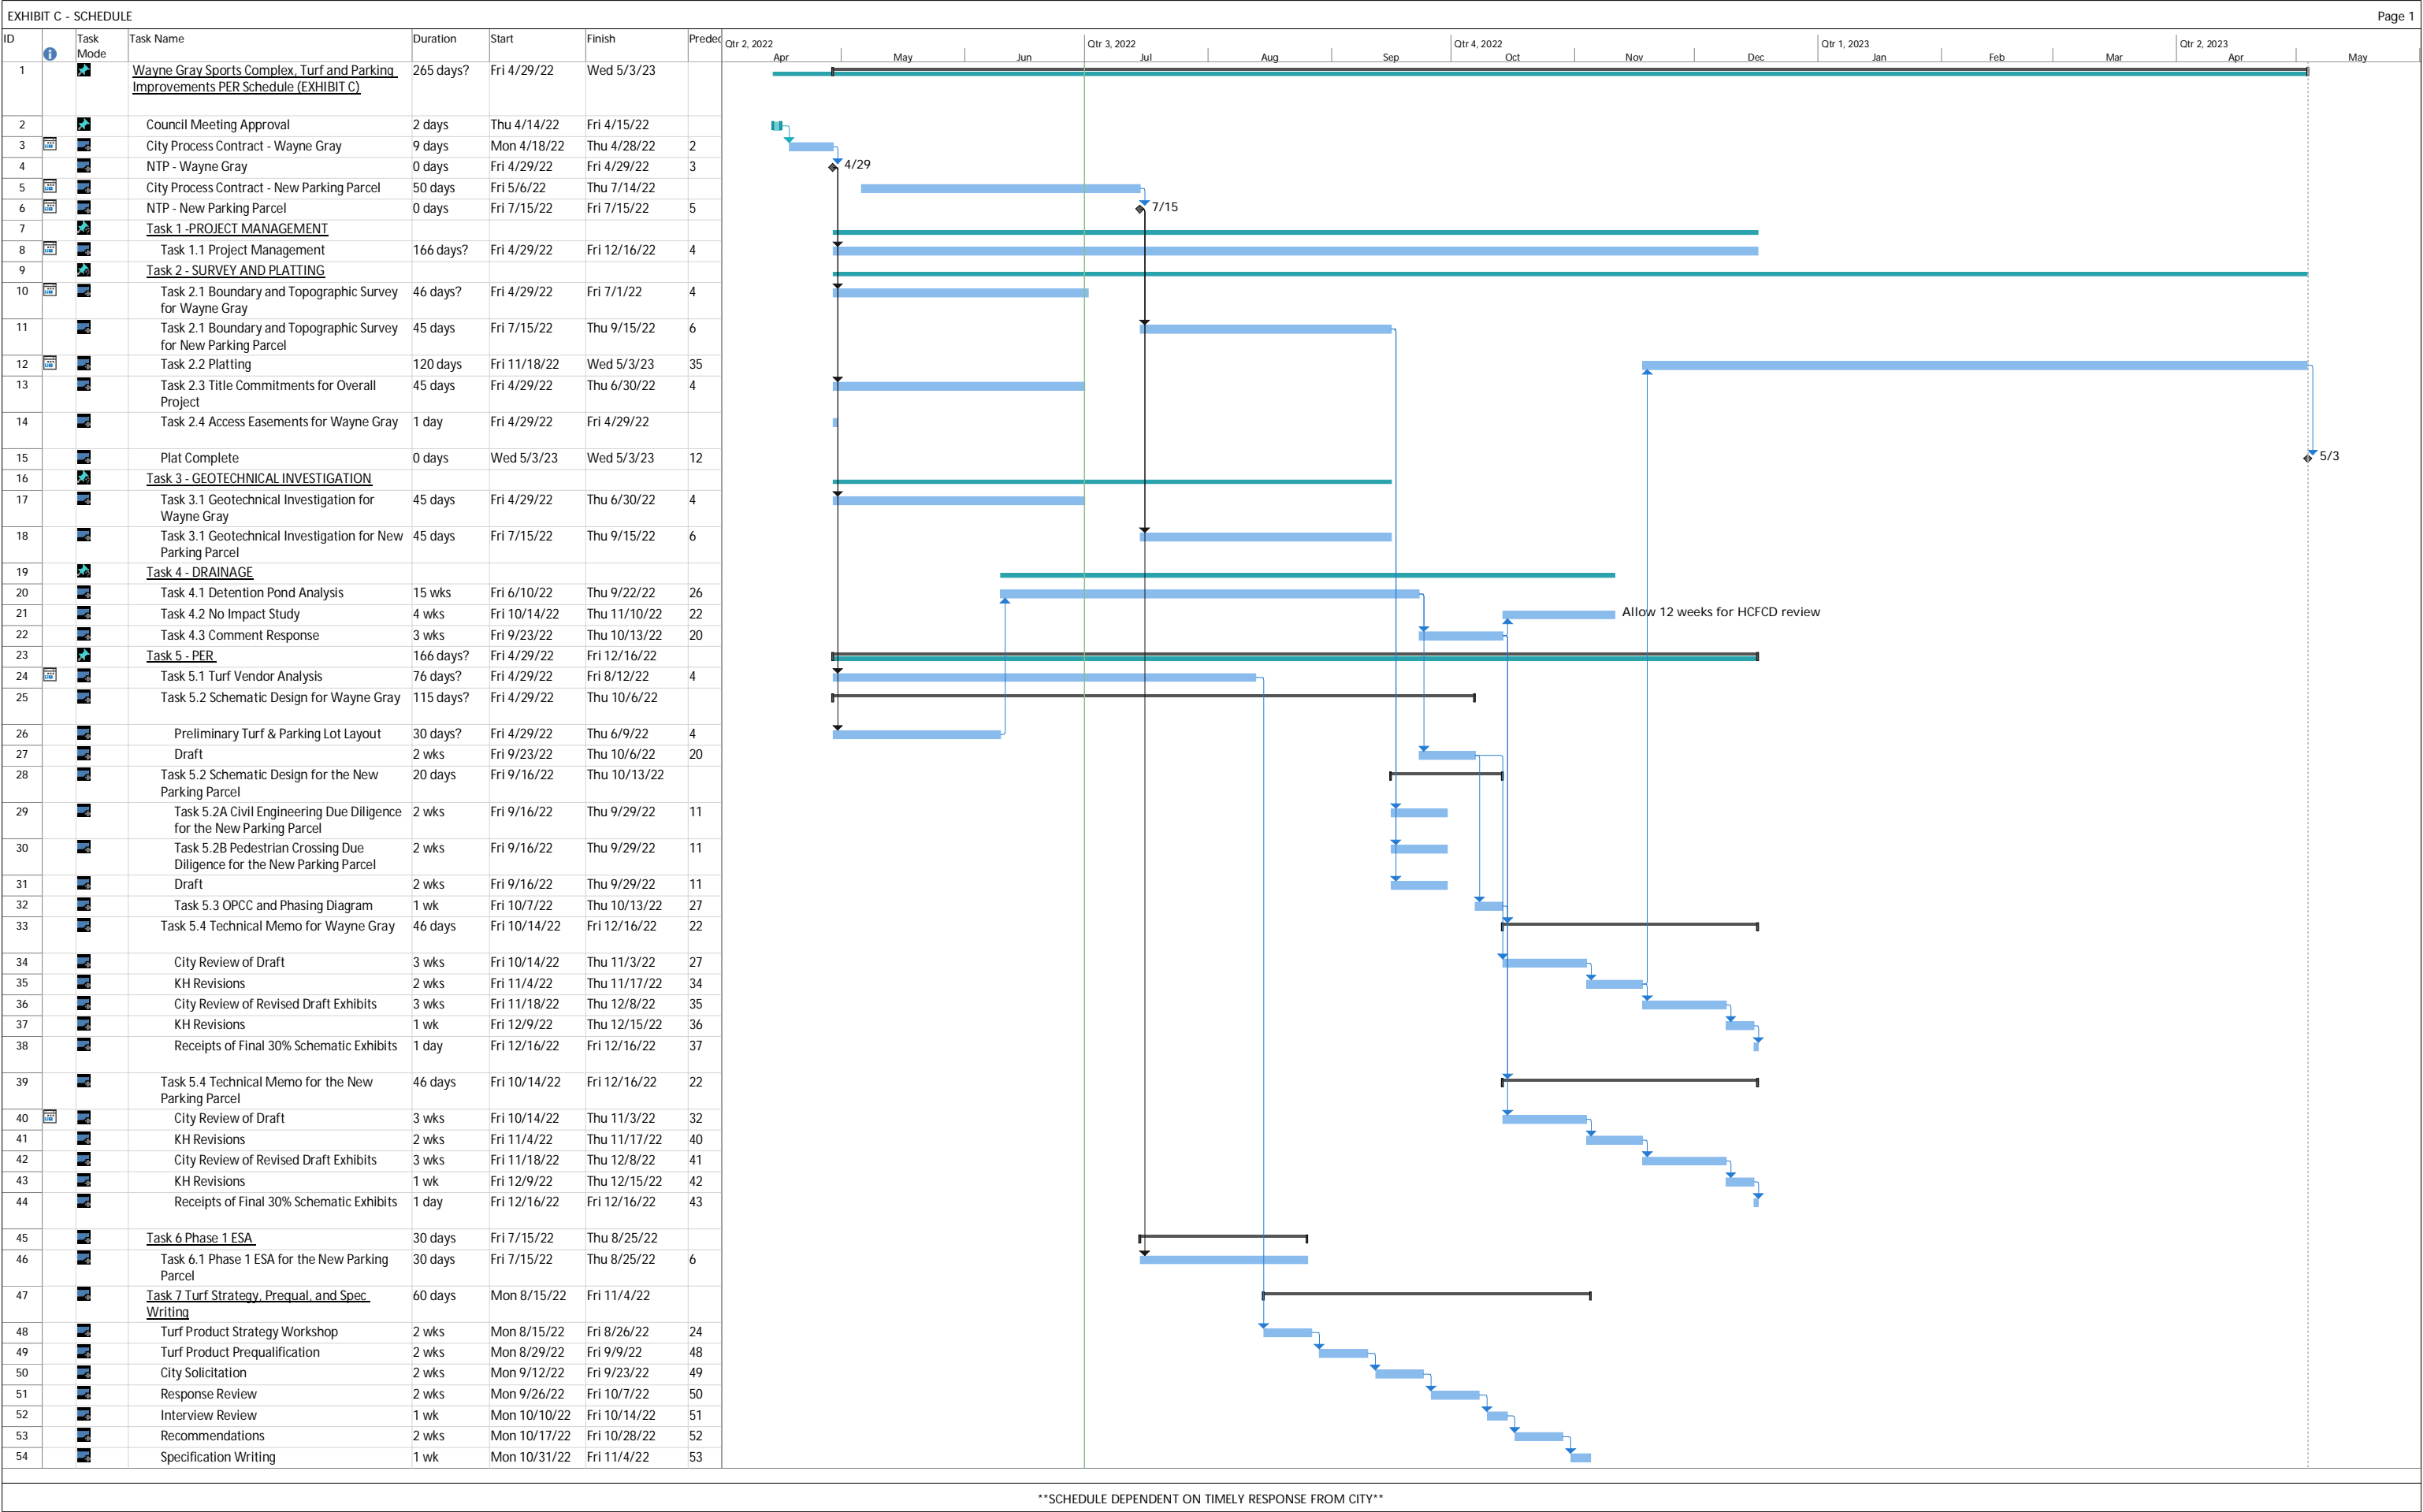 EXHIBIT C - SCHEDULE
Page 1
ID Task Mode Task Name Duration Start Finish Predec
Qtr 2, 2022 Qtr 3, 2022 Qtr 4, 2022 Qtr 1, 2023 Qtr 2, 2023
Apr May Jun Jul Aug Sep Oct Nov Dec Jan Feb Mar Apr May
1 Wayne Gray Sports Complex, Turf and Parking 265 days? Fri 4/29/22 Wed 5/3/23
Improvements PER Schedule (EXHIBIT C)
2 Council Meeting Approval 2 days Thu 4/14/22 Fri 4/15/22
3 City Process Contract - Wayne Gray 9 days Mon 4/18/22 Thu 4/28/22 2
4 NTP - Wayne Gray 0 days Fri 4/29/22 Fri 4/29/22 3 4/29
5 City Process Contract - New Parking Parcel 50 days Fri 5/6/22 Thu 7/14/22
6 NTP - New Parking Parcel 0 days Fri 7/15/22 Fri 7/15/22 5 7/15
7 Task 1 -PROJECT MANAGEMENT
8 Task 1.1 Project Management 166 days? Fri 4/29/22 Fri 12/16/22 4
9 Task 2 - SURVEY AND PLATTING
10 Task 2.1 Boundary and Topographic Survey 46 days? Fri 4/29/22 Fri 7/1/22 4
for Wayne Gray
11 Task 2.1 Boundary and Topographic Survey 45 days Fri 7/15/22 Thu 9/15/22 6
for New Parking Parcel
12 Task 2.2 Platting 120 days Fri 11/18/22 Wed 5/3/23 35
13 Task 2.3 Title Commitments for Overall 45 days Fri 4/29/22 Thu 6/30/22 4
Project
14 Task 2.4 Access Easements for Wayne Gray 1 day Fri 4/29/22 Fri 4/29/22
15 Plat Complete 0 days Wed 5/3/23 Wed 5/3/23 12 5/3
16 Task 3 - GEOTECHNICAL INVESTIGATION
17 Task 3.1 Geotechnical Investigation for 45 days Fri 4/29/22 Thu 6/30/22 4
Wayne Gray
18 Task 3.1 Geotechnical Investigation for New 45 days Fri 7/15/22 Thu 9/15/22 6
Parking Parcel
19 Task 4 - DRAINAGE
20 Task 4.1 Detention Pond Analysis 15 wks Fri 6/10/22 Thu 9/22/22 26
21 Task 4.2 No Impact Study 4 wks Fri 10/14/22 Thu 11/10/22 22 Allow 12 weeks for HCFCD review
22 Task 4.3 Comment Response 3 wks Fri 9/23/22 Thu 10/13/22 20
23 Task 5 - PER 166 days? Fri 4/29/22 Fri 12/16/22
24 Task 5.1 Turf Vendor Analysis 76 days? Fri 4/29/22 Fri 8/12/22 4
25 Task 5.2 Schematic Design for Wayne Gray 115 days? Fri 4/29/22 Thu 10/6/22
26 Preliminary Turf & Parking Lot Layout 30 days? Fri 4/29/22 Thu 6/9/22 4
27 Draft 2 wks Fri 9/23/22 Thu 10/6/22 20
28 Task 5.2 Schematic Design for the New 20 days Fri 9/16/22 Thu 10/13/22
Parking Parcel
29 Task 5.2A Civil Engineering Due Diligence 2 wks Fri 9/16/22 Thu 9/29/22 11
for the New Parking Parcel
30 Task 5.2B Pedestrian Crossing Due 2 wks Fri 9/16/22 Thu 9/29/22 11
Diligence for the New Parking Parcel
31 Draft 2 wks Fri 9/16/22 Thu 9/29/22 11
32 Task 5.3 OPCC and Phasing Diagram 1 wk Fri 10/7/22 Thu 10/13/22 27
33 Task 5.4 Technical Memo for Wayne Gray 46 days Fri 10/14/22 Fri 12/16/22 22
34 City Review of Draft 3 wks Fri 10/14/22 Thu 11/3/22 27
35 KH Revisions 2 wks Fri 11/4/22 Thu 11/17/22 34
36 City Review of Revised Draft Exhibits 3 wks Fri 11/18/22 Thu 12/8/22 35
37 KH Revisions 1 wk Fri 12/9/22 Thu 12/15/22 36
38 Receipts of Final 30% Schematic Exhibits 1 day Fri 12/16/22 Fri 12/16/22 37
39 Task 5.4 Technical Memo for the New 46 days Fri 10/14/22 Fri 12/16/22 22
Parking Parcel
40 City Review of Draft 3 wks Fri 10/14/22 Thu 11/3/22 32
41 KH Revisions 2 wks Fri 11/4/22 Thu 11/17/22 40
42 City Review of Revised Draft Exhibits 3 wks Fri 11/18/22 Thu 12/8/22 41
43 KH Revisions 1 wk Fri 12/9/22 Thu 12/15/22 42
44 Receipts of Final 30% Schematic Exhibits 1 day Fri 12/16/22 Fri 12/16/22 43
45 Task 6 Phase 1 ESA 30 days Fri 7/15/22 Thu 8/25/22
46 Task 6.1 Phase 1 ESA for the New Parking 30 days Fri 7/15/22 Thu 8/25/22 6
Parcel
47 Task 7 Turf Strategy, Prequal, and Spec 60 days Mon 8/15/22 Fri 11/4/22
Writing
48 Turf Product Strategy Workshop 2 wks Mon 8/15/22 Fri 8/26/22 24
49 Turf Product Prequalification 2 wks Mon 8/29/22 Fri 9/9/22 48
50 City Solicitation 2 wks Mon 9/12/22 Fri 9/23/22 49
51 Response Review 2 wks Mon 9/26/22 Fri 10/7/22 50
52 Interview Review 1 wk Mon 10/10/22 Fri 10/14/22 51
53 Recommendations 2 wks Mon 10/17/22 Fri 10/28/22 52
54 Specification Writing 1 wk Mon 10/31/22 Fri 11/4/22 53
**SCHEDULE DEPENDENT ON TIMELY RESPONSE FROM CITY**